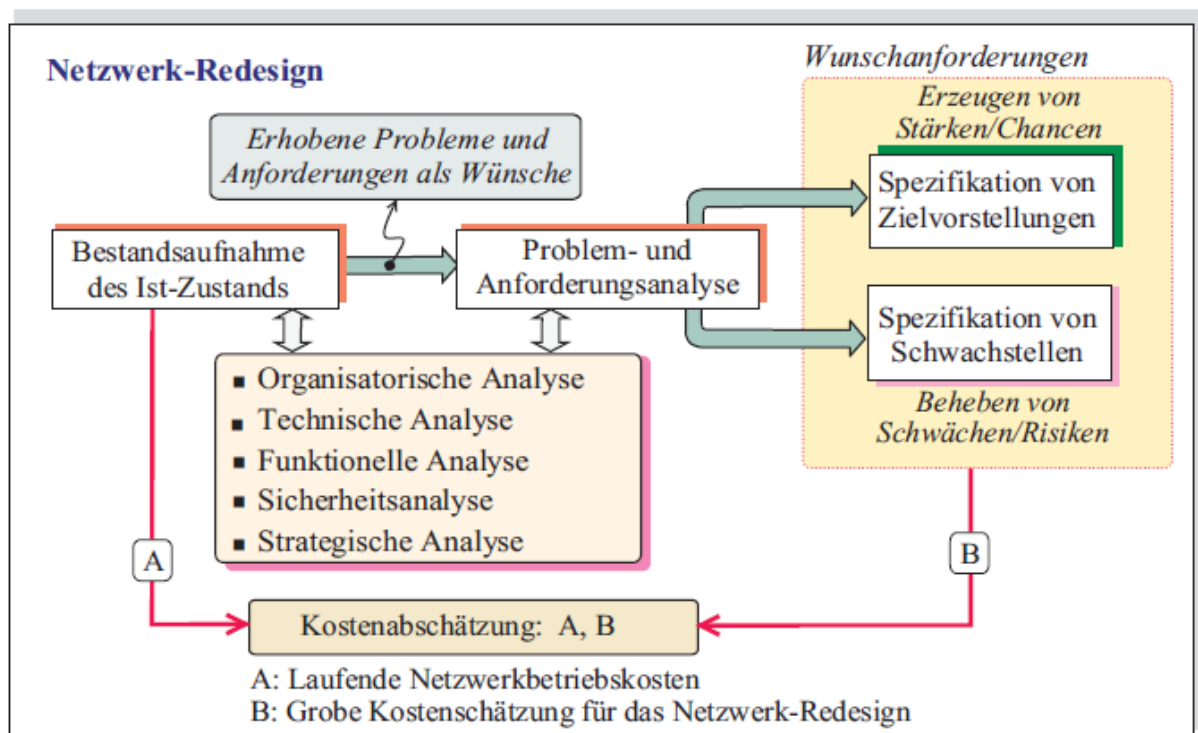 Netzwerk-Redesign
Wunschanforderungen
Erzeugen von
Stärken/Chancen
Erhobene Probleme und
Anforderungen als Wünsche
Spezifikation von
Zielvorstellungen
Bestandsaufnahme
des Ist-Zustands
Problem- und
Anforderungsanalyse
Spezifikation von
Schwachstellen
Beheben von
Schwächen/Risiken
▪ Organisatorische Analyse
▪ Technische Analyse
▪ Funktionelle Analyse
▪ Sicherheitsanalyse
▪ Strategische Analyse
A
B
Kostenabschätzung: A, B
A: Laufende Netzwerkbetriebskosten
B: Grobe Kostenschätzung für das Netzwerk-Redesign